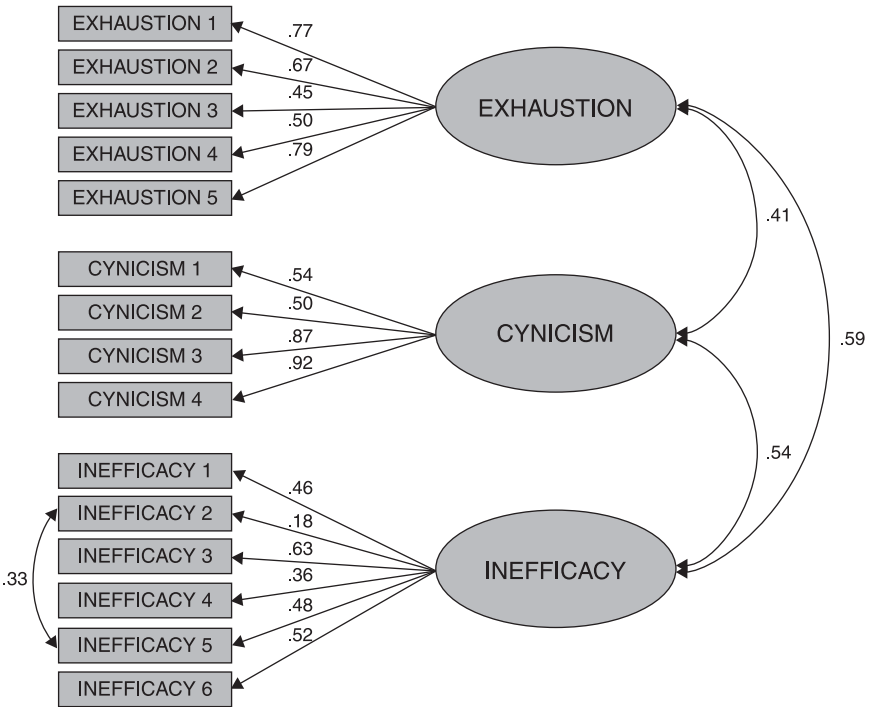 EXHAUSTION 1
.77
EXHAUSTION 2
.67
EXHAUSTION 3
.45
EXHAUSTION
EXHAUSTION 4
.50
EXHAUSTION 5
.79
.41
CYNICISM 1
.54
CYNICISM 2
.50
CYNICISM
.59
CYNICISM 3
.87
CYNICISM 4
.92
.54
INEFFICACY 1
.46
INEFFICACY 2
.18
INEFFICACY 3
.63
INEFFICACY
.33
INEFFICACY 4
.36
INEFFICACY 5
.48
INEFFICACY 6
.52